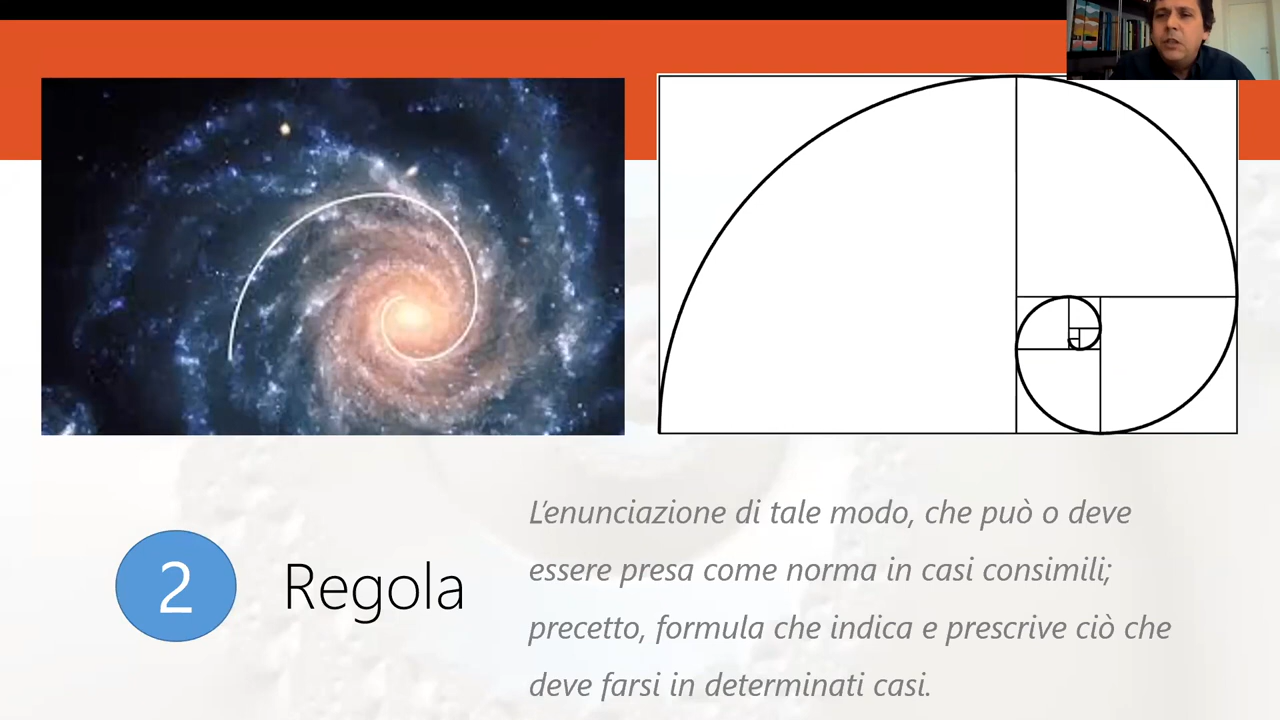 2
Regola
L'enunciazione di tale modo, che può o deve
essere presa come norma in casi consimili;
precetto, formula che indica e prescrive ciò che
deve farsi in determinati casi.